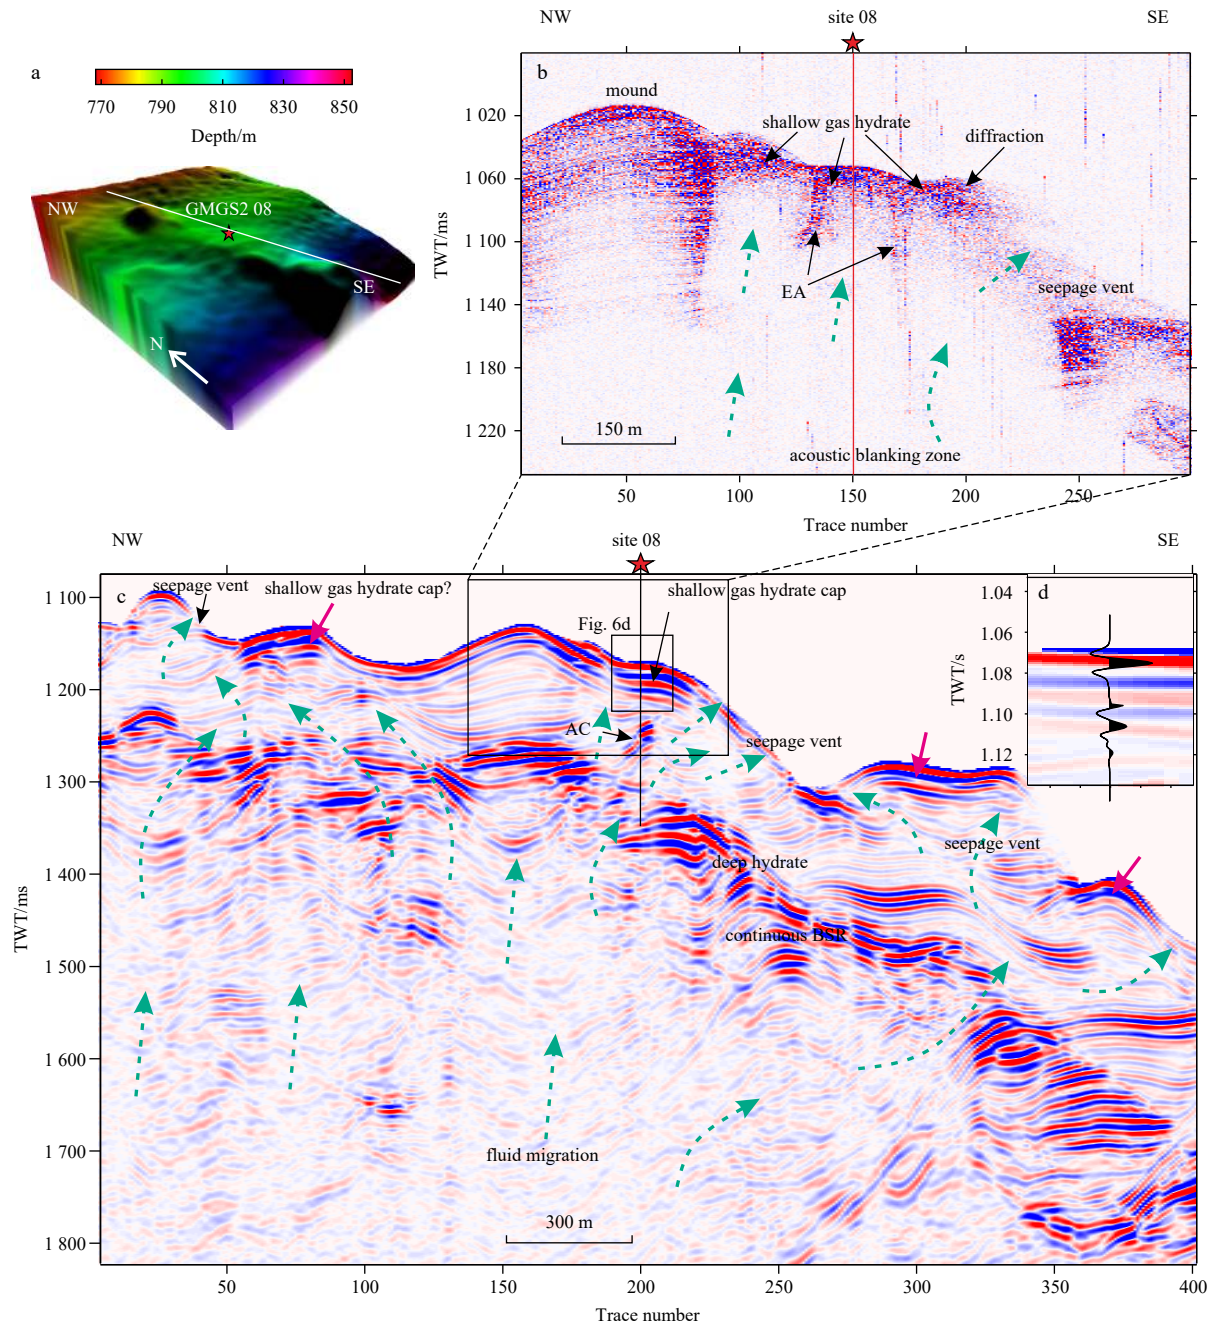 NW
site 08
SE
a
770
790
810
830
850
Depth/m
NW
GMGS2 08
SE
N
b
mound
shallow gas hydrate
diffraction
EA
seepage vent
150 m
acoustic blanking zone
1 020
1 060
1 100
1 140
1 180
1 220
TWT/ms
50
100
150
200
250
Trace number
NW
site 08
SE
c
seepage vent
shallow gas hydrate cap?
shallow gas hydrate cap
Fig. 6d
AC
seepage vent
seepage vent
deep hydrate
continuous BSR
fluid migration
300 m
1 100
1 200
1 300
1 400
1 500
1 600
1 700
1 800
TWT/ms
50
100
150
200
250
300
350
400
Trace number
d
1.04
1.06
1.08
1.10
1.12
TWT/s